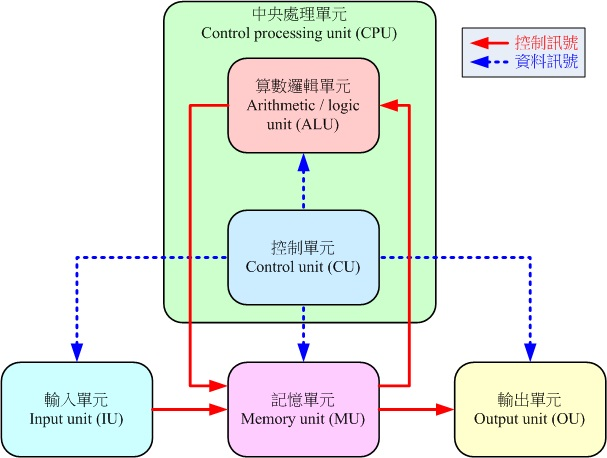 中央處理單元
Control processing unit (CPU)
控制訊號
資料訊號
算數邏輯單元
Arithmetic / logic
unit (ALU)
控制單元
Control unit (CU)
輸入單元
Input unit (IU)
記憶單元
Memory unit (MU)
輸出單元
Output unit (OU)